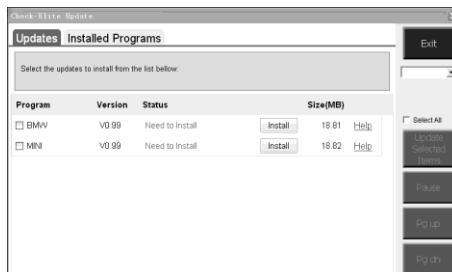 Check-Elite Update
Updates Installed Programs
Exit
Select the updates to install from the list bellow:
Program Version Status Size(MB)
Select All
BMW V0.99 Need to Install Install 18.81 Help
MINI V0.99 Need to Install Install 18.82 Help
Update
Selected
Items
Pause
Pg up
Pg dn